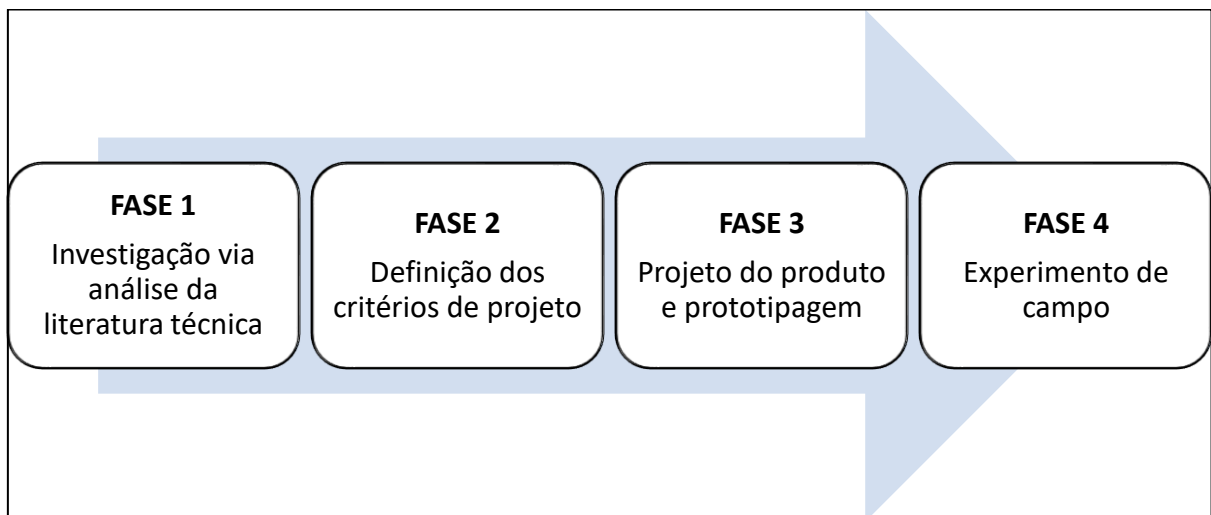 FASE 1
Investigação via
análise da
literatura técnica
FASE 2
Definição dos
critérios de projeto
FASE 3
Projeto do produto
e prototipagem
FASE 4
Experimento de
campo